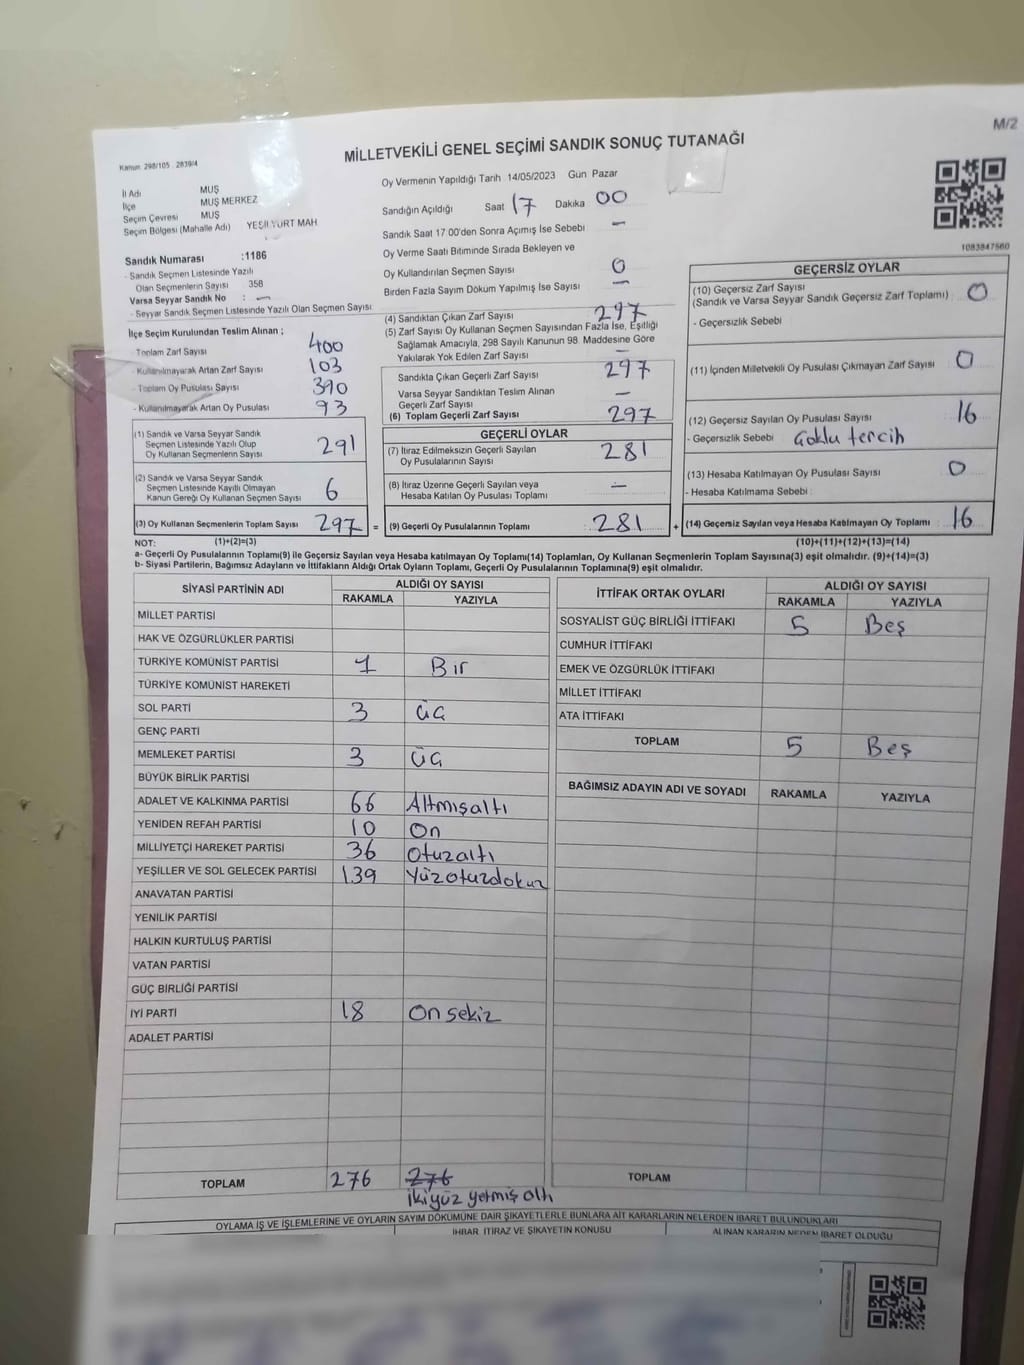 M/2
MİLLETVEKİLİ GENEL SEÇİMİ SANDIK SONUÇ TUTANAĞI
Kanun 298/105 2839/4
İl Adı MUŞ
İlçe MUŞ MERKEZ
Seçim Çevresi MUŞ
Seçim Bölgesi (Mahalle Adı) YEŞİLYURT MAH
Sandık Numarası :1186
- Sandık Seçmen Listesinde Yazılı
Olan Seçmenlerin Sayısı 358
Varsa Seyyar Sandık No : —
- Seyyar Sandık Seçmen Listesinde Yazılı Olan Seçmen Sayısı
İlçe Seçim Kurulundan Teslim Alınan ;
- Toplam Zarf Sayısı 400
- Kullanılmayarak Artan Zarf Sayısı 103
- Toplam Oy Pusulası Sayısı 390
- Kullanılmayarak Artan Oy Pusulası 93
(1) Sandık ve Varsa Seyyar Sandık
Seçmen Listesinde Yazılı Olup
Oy Kullanan Seçmenlerin Sayısı 291
(2) Sandık ve Varsa Seyyar Sandık
Seçmen Listesinde Kayıtlı Olmayan
Kanun Gereği Oy Kullanan Seçmen Sayısı 6
(3) Oy Kullanan Seçmenlerin Toplam Sayısı 297 =
Oy Vermenin Yapıldığı Tarih 14/05/2023 Gün Pazar
Sandığın Açıldığı Saat 17 Dakika 00
Sandık Saat 17 00'den Sonra Açımış İse Sebebi —
Oy Verme Saati Bitiminde Sırada Bekleyen ve
Oy Kullandırılan Seçmen Sayısı 0
Birden Fazla Sayım Döküm Yapılmış İse Sayısı —
(4) Sandıktan Çıkan Zarf Sayısı 297
(5) Zarf Sayısı Oy Kullanan Seçmen Sayısından Fazla İse, Eşitliği
Sağlamak Amacıyla, 298 Sayılı Kanunun 98 Maddesine Göre
Yakılarak Yok Edilen Zarf Sayısı —
Sandıkta Çıkan Geçerli Zarf Sayısı 297
Varsa Seyyar Sandıktan Teslim Alınan
Geçerli Zarf Sayısı —
(6) Toplam Geçerli Zarf Sayısı 297
GEÇERLİ OYLAR
(7) İtiraz Edilmeksizin Geçerli Sayılan
Oy Pusulalarının Sayısı 281
(8) İtiraz Üzerine Geçerli Sayılan veya
Hesaba Katılan Oy Pusulası Toplamı —
(9) Geçerli Oy Pusulalarının Toplamı 281 +
1083847560
GEÇERSİZ OYLAR
(10) Geçersiz Zarf Sayısı
(Sandık ve Varsa Seyyar Sandık Geçersiz Zarf Toplamı) 0
- Geçersizlik Sebebi
(11) İçinden Milletvekili Oy Pusulası Çıkmayan Zarf Sayısı 0
(12) Geçersiz Sayılan Oy Pusulası Sayısı 16
- Geçersizlik Sebebi Çoklu tercih
(13) Hesaba Katılmayan Oy Pusulası Sayısı 0
- Hesaba Katılmama Sebebi :
(14) Geçersiz Sayılan veya Hesaba Katılmayan Oy Toplamı : 16
NOT: (1)+(2)=(3) (10)+(11)+(12)+(13)=(14)
a- Geçerli Oy Pusulalarının Toplamı(9) ile Geçersiz Sayılan veya Hesaba katılmayan Oy Toplamı(14) Toplamları, Oy Kullanan Seçmenlerin Toplam Sayısına(3) eşit olmalıdır. (9)+(14)=(3)
b- Siyasi Partilerin, Bağımsız Adayların ve İttifakların Aldığı Ortak Oyların Toplamı, Geçerli Oy Pusulalarının Toplamına(9) eşit olmalıdır.
SİYASİ PARTİNİN ADI ALDIĞI OY SAYISI
RAKAMLA YAZIYLA
MİLLET PARTİSİ
HAK VE ÖZGÜRLÜKLER PARTİSİ
TÜRKİYE KOMÜNİST PARTİSİ 1 Bir
TÜRKİYE KOMÜNİST HAREKETİ
SOL PARTİ 3 üç
GENÇ PARTİ
MEMLEKET PARTİSİ 3 üç
BÜYÜK BİRLİK PARTİSİ
ADALET VE KALKINMA PARTİSİ 66 Altmışaltı
YENİDEN REFAH PARTİSİ 10 On
MİLLİYETÇİ HAREKET PARTİSİ 36 Otuzaltı
YEŞİLLER VE SOL GELECEK PARTİSİ 139 Yüzotuzdokuz
ANAVATAN PARTİSİ
YENİLİK PARTİSİ
HALKIN KURTULUŞ PARTİSİ
VATAN PARTİSİ
GÜÇ BİRLİĞİ PARTİSİ
İYİ PARTİ 18 On sekiz
ADALET PARTİSİ
TOPLAM 276 276
İkiyüz yetmiş altı
İTTİFAK ORTAK OYLARI ALDIĞI OY SAYISI
RAKAMLA YAZIYLA
SOSYALİST GÜÇ BİRLİĞİ İTTİFAKI 5 Beş
CUMHUR İTTİFAKI
EMEK VE ÖZGÜRLÜK İTTİFAKI
MİLLET İTTİFAKI
ATA İTTİFAKI
TOPLAM 5 Beş
BAĞIMSIZ ADAYIN ADI VE SOYADI RAKAMLA YAZIYLA
TOPLAM
OYLAMA İŞ VE İŞLEMLERİNE VE OYLARIN SAYIM DÖKÜMÜNE DAİR ŞİKAYETLERLE BUNLARA AİT KARARLARIN NELERDEN İBARET BULUNDUKLARI
İHBAR İTİRAZ VE ŞİKAYETİN KONUSU ALINAN KARARIN NEDEN İBARET OLDUĞU